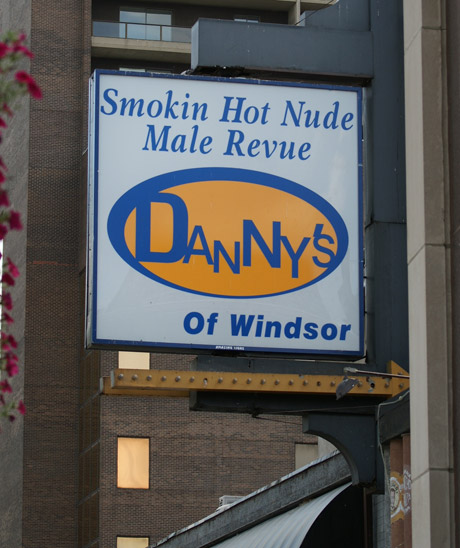 Smokin Hot Nude
Male Revue
DANNY'S
Of Windsor